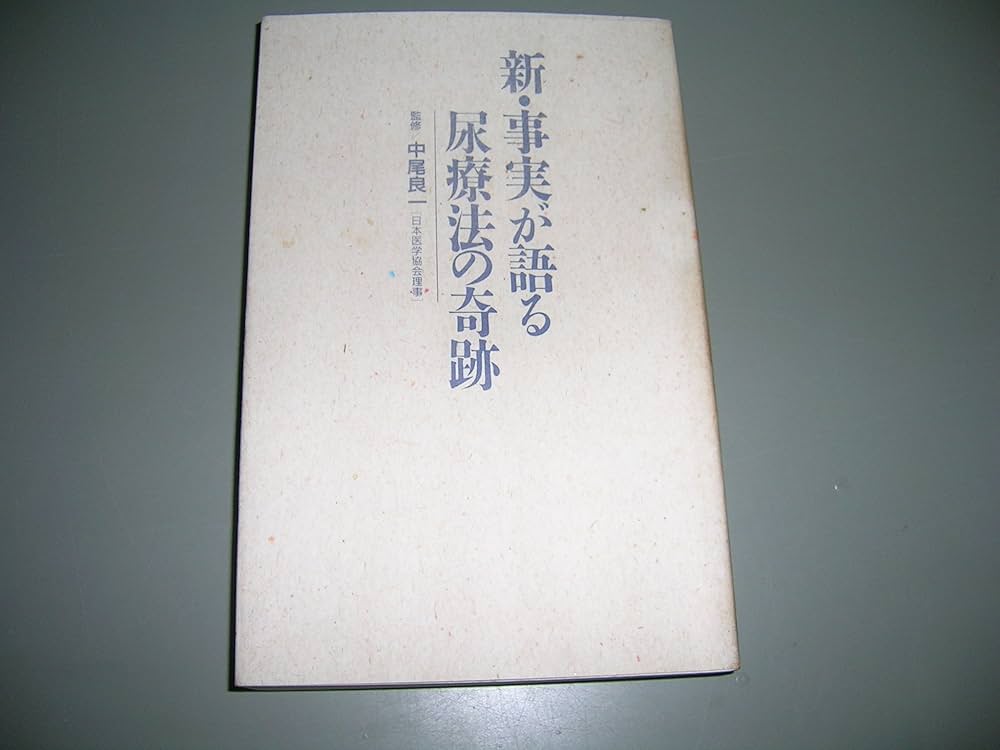 新・事実が語る
尿療法の奇跡
監修／中尾良一［日本医学協会理事］